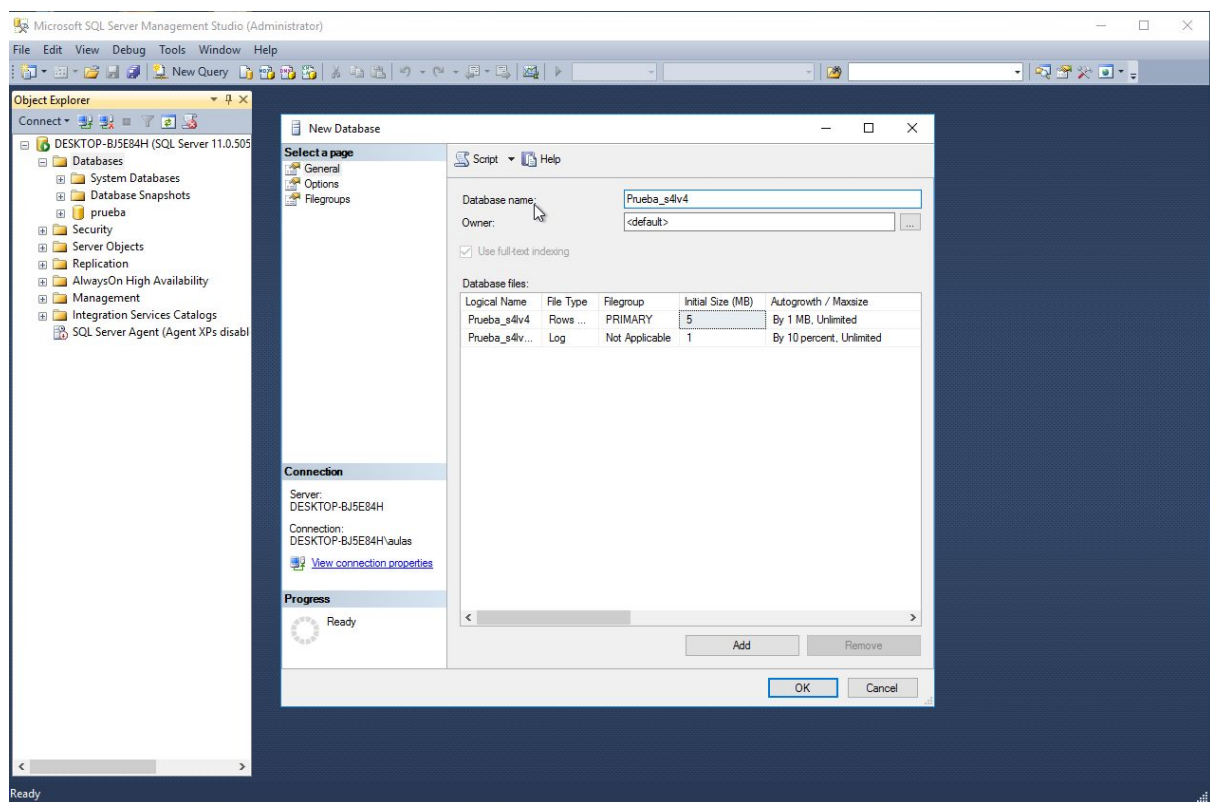 Microsoft SQL Server Management Studio (Administrator)
File Edit View Debug Tools Window Help
New Query
Object Explorer
Connect
DESKTOP-BJ5E84H (SQL Server 11.0.505
Databases
System Databases
Database Snapshots
prueba
Security
Server Objects
Replication
AlwaysOn High Availability
Management
Integration Services Catalogs
SQL Server Agent (Agent XPs disabl
New Database
Select a page
General
Options
Filegroups
Script Help
Database name: Prueba_s4lv4
Owner: <default> ...
Use full-text indexing
Database files:
Logical Name File Type Filegroup Initial Size (MB) Autogrowth / Maxsize
Prueba_s4lv4 Rows ... PRIMARY 5 By 1 MB, Unlimited
Prueba_s4lv... Log Not Applicable 1 By 10 percent, Unlimited
Connection
Server:
DESKTOP-BJ5E84H
Connection:
DESKTOP-BJ5E84H\aulas
View connection properties
Progress
Ready
Add Remove
OK Cancel
Ready